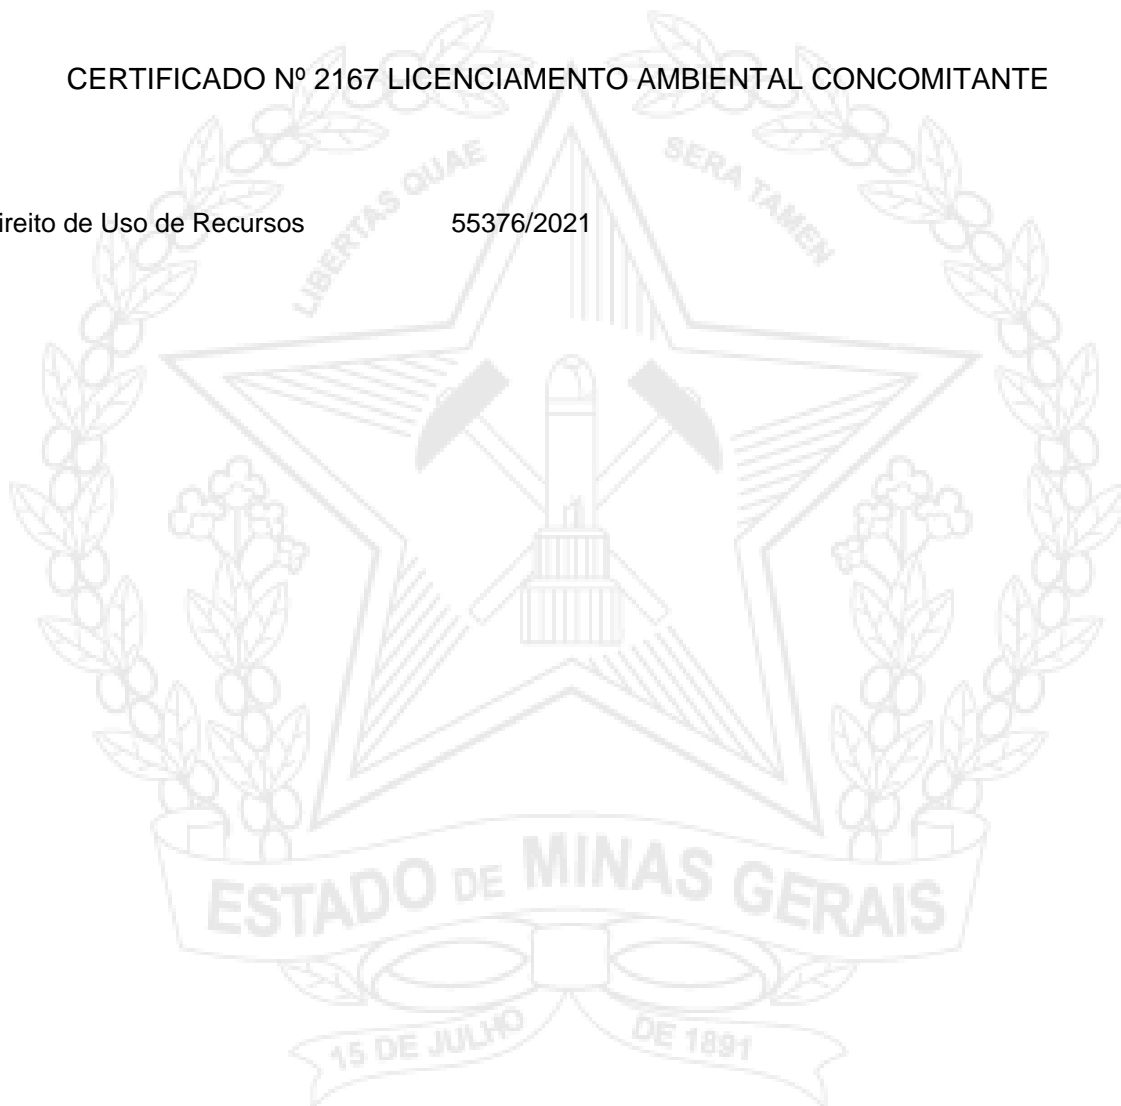 CERTIFICADO Nº 2167 LICENCIAMENTO AMBIENTAL CONCOMITANTE
LIBERTAS QUAE SERA TAMEN
ireito de Uso de Recursos 55376/2021
ESTADO DE MINAS GERAIS
15 DE JULHO DE 1891